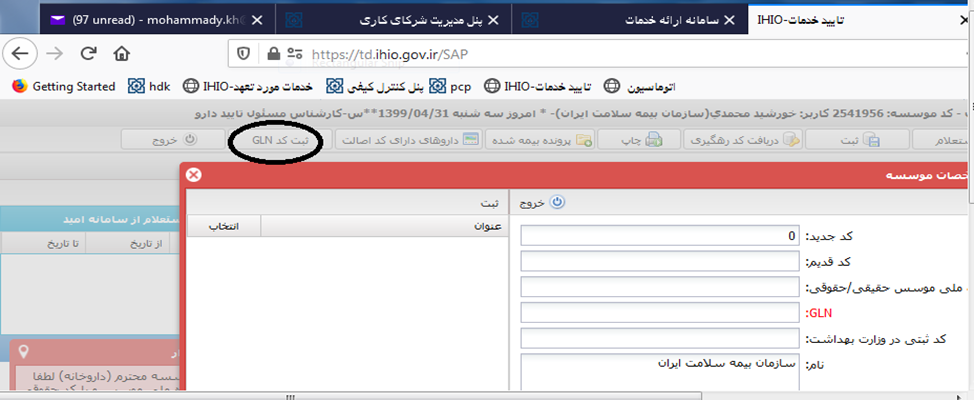 (97 unread) - mohammady.kh@
پنل مدیریت شرکای کاری
سامانه ارائه خدمات
تایید خدمات-IHIO
https://td.ihio.gov.ir/SAP
Getting Started
hdk
خدمات مورد تعهد-IHIO
پنل کنترل کیفی
pcp
تایید خدمات-IHIO
اتوماسیون
- کد موسسه: 2541956 کاربر: خورشید محمدي(سازمان بیمه سلامت ایران)- * امروز سه شنبه 1399/04/31**س-کارشناس مسئول تایید دارو
ستعلام
ثبت
دریافت کد رهگیری
چاپ
پرونده بیمه شده
داروهای دارای کد اصالت
ثبت کد GLN
خروج
خصات موسسه
خروج
ثبت
عنوان
انتخاب
کد جدید: 0
کد قدیم:
ه ملی موسس حقیقی/حقوقی:
GLN:
کد ثبتی در وزارت بهداشت:
نام: سازمان بیمه سلامت ایران
ستعلام از سامانه امید
از تاریخ
تا تاریخ
ار
سسه محترم (داروخانه) لطفا